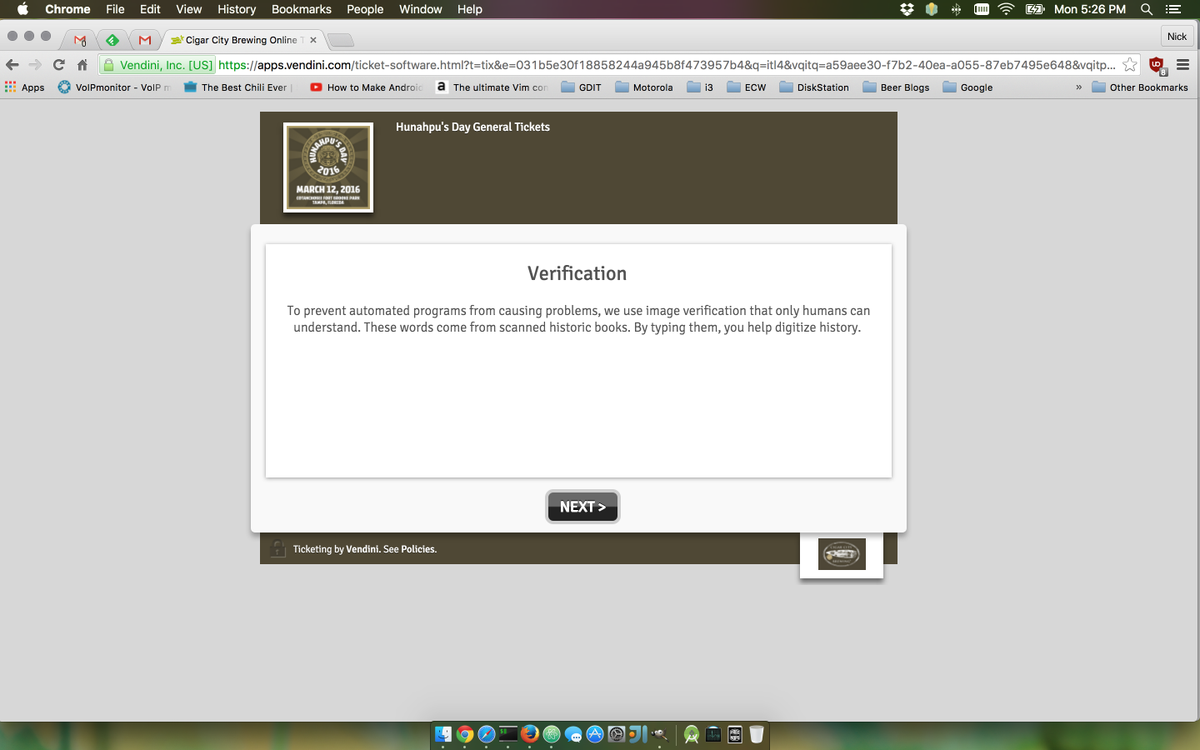 Chrome File Edit View History Bookmarks People Window Help Mon 5:26 PM
Cigar City Brewing Online T Nick
Vendini, Inc. [US] https://apps.vendini.com/ticket-software.html?t=tix&e=031b5e30f18858244a945b8f473957b4&q=itl4&vqitq=a59aee30-f7b2-40ea-a055-87eb7495e648&vqitp...
Apps VoIPmonitor - VoIP m The Best Chili Ever | How to Make Android The ultimate Vim con GDIT Motorola i3 ECW DiskStation Beer Blogs Google » Other Bookmarks
Hunahpu's Day General Tickets
HUNAHPU'S DAY
2016
MARCH 12, 2016
TAMPA, FLORIDA
Verification
To prevent automated programs from causing problems, we use image verification that only humans can
understand. These words come from scanned historic books. By typing them, you help digitize history.
NEXT >
Ticketing by Vendini. See Policies.